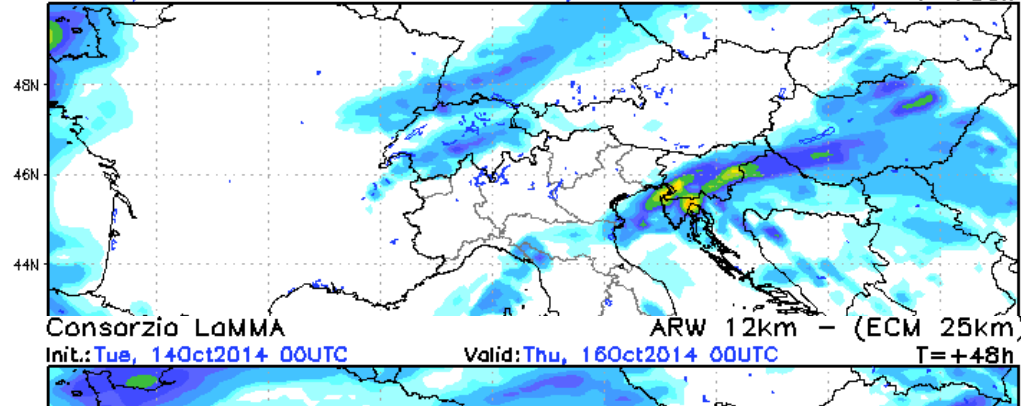 48N
46N
44N
Consorzio LaMMA ARW 12km – (ECM 25km)
Init.: Tue, 14Oct2014 00UTC Valid: Thu, 16Oct2014 00UTC T=+48h